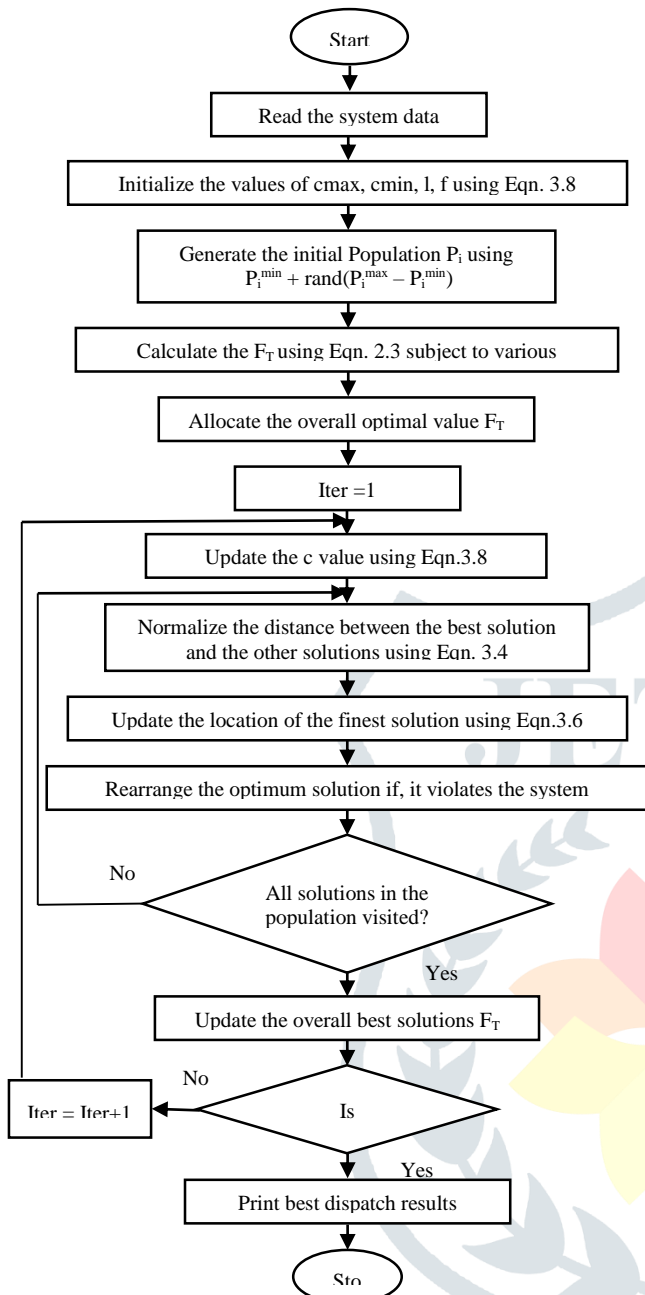 Start
Read the system data
Initialize the values of cmax, cmin, l, f using Eqn. 3.8
Generate the initial Population Pᵢ using
Pᵢᵐⁱⁿ + rand(Pᵢᵐᵃˣ – Pᵢᵐⁱⁿ)
Calculate the F_T using Eqn. 2.3 subject to various
Allocate the overall optimal value F_T
Iter =1
Update the c value using Eqn.3.8
Normalize the distance between the best solution
and the other solutions using Eqn. 3.4
Update the location of the finest solution using Eqn.3.6
Rearrange the optimum solution if, it violates the system
No
All solutions in the
population visited?
Yes
Update the overall best solutions F_T
No
Iter = Iter+1
Is
Yes
Print best dispatch results
Sto
JET